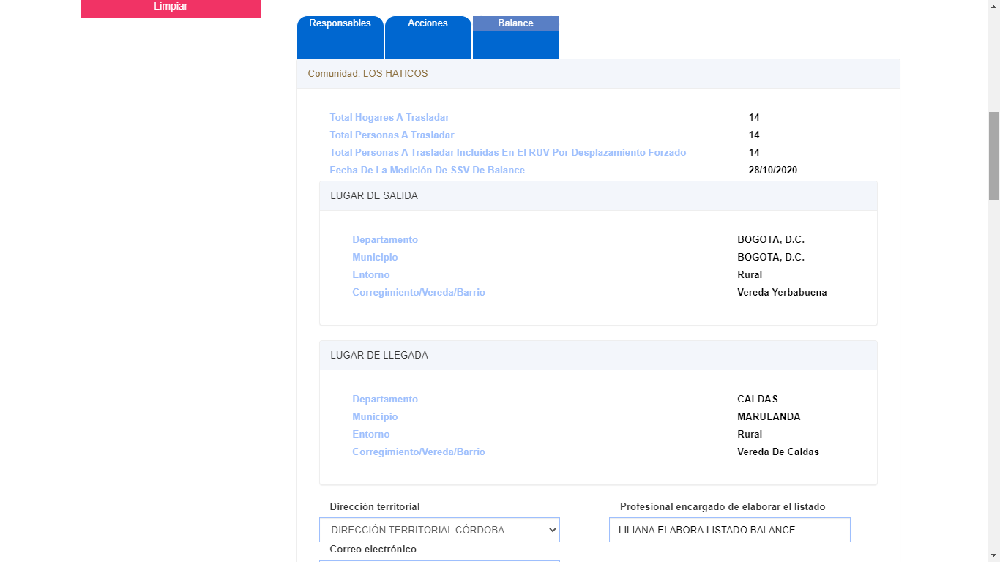 Limpiar
Responsables Acciones Balance
Comunidad: LOS HATICOS
Total Hogares A Trasladar 14
Total Personas A Trasladar 14
Total Personas A Trasladar Incluidas En El RUV Por Desplazamiento Forzado 14
Fecha De La Medición De SSV De Balance 28/10/2020
LUGAR DE SALIDA
Departamento BOGOTA, D.C.
Municipio BOGOTA, D.C.
Entorno Rural
Corregimiento/Vereda/Barrio Vereda Yerbabuena
LUGAR DE LLEGADA
Departamento CALDAS
Municipio MARULANDA
Entorno Rural
Corregimiento/Vereda/Barrio Vereda De Caldas
Dirección territorial Profesional encargado de elaborar el listado
DIRECCIÓN TERRITORIAL CÓRDOBA LILIANA ELABORA LISTADO BALANCE
Correo electrónico